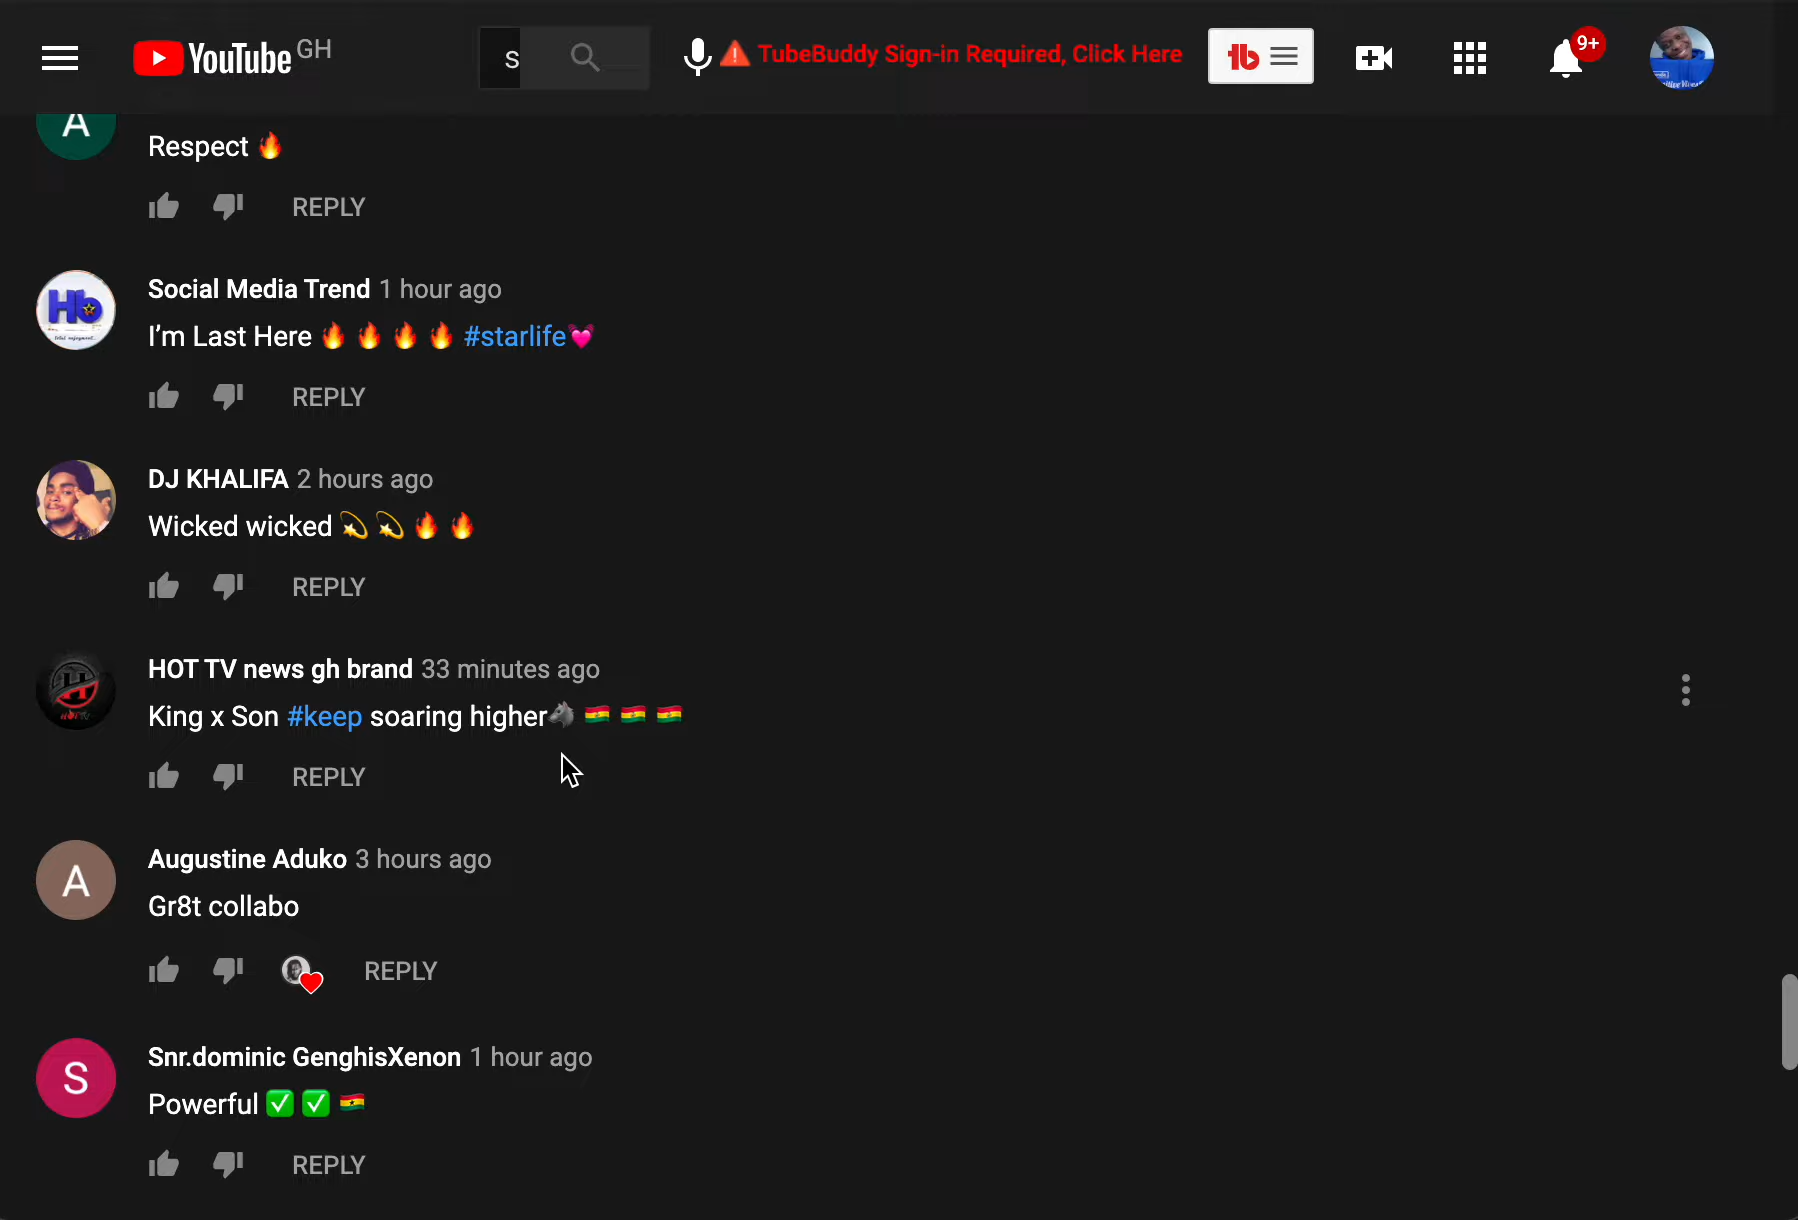 YouTube GH
s
TubeBuddy Sign-in Required, Click Here
tb
9+
A
Respect 🔥
REPLY
Hb
Social Media Trend 1 hour ago
I’m Last Here 🔥 🔥 🔥 🔥 #starlife💓
REPLY
DJ KHALIFA 2 hours ago
Wicked wicked 💫 💫 🔥 🔥
REPLY
HOT TV news gh brand 33 minutes ago
King x Son #keep soaring higher🐺 🇬🇭 🇬🇭 🇬🇭
REPLY
A
Augustine Aduko 3 hours ago
Gr8t collabo
REPLY
S
Snr.dominic GenghisXenon 1 hour ago
Powerful ✅ ✅ 🇬🇭
REPLY